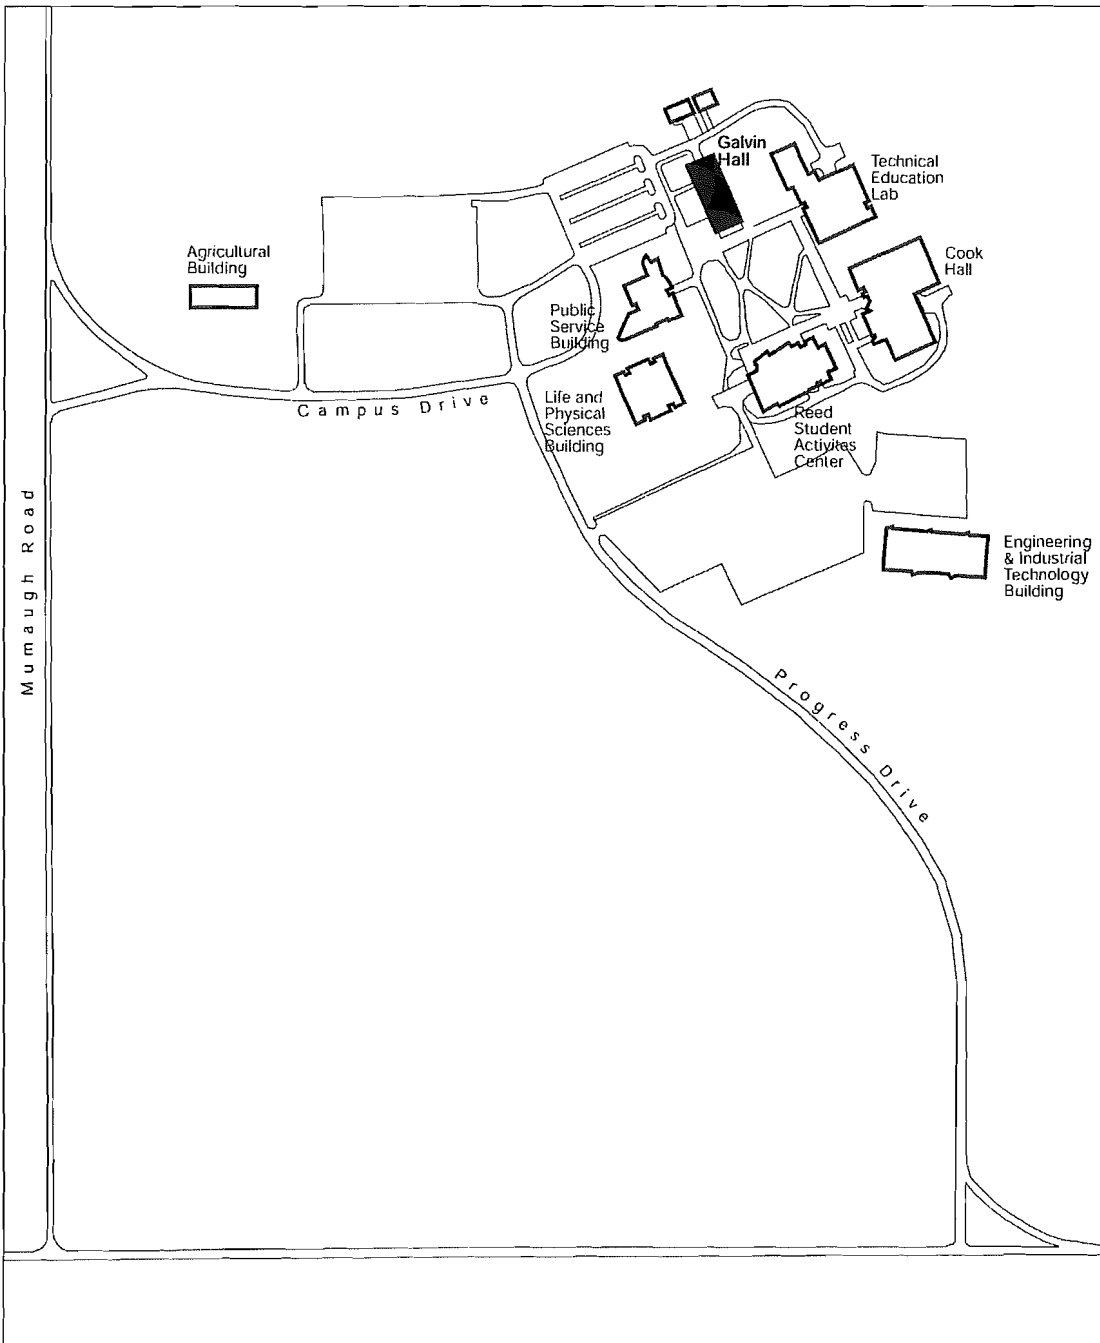 Galvin
Hall
Technical
Education
Lab
Agricultural
Building
Cook
Hall
Public
Service
Building
Campus Drive
Life and
Physical
Sciences
Building
Reed
Student
Activites
Center
Mumaugh Road
Engineering
& Industrial
Technology
Building
Progress Drive